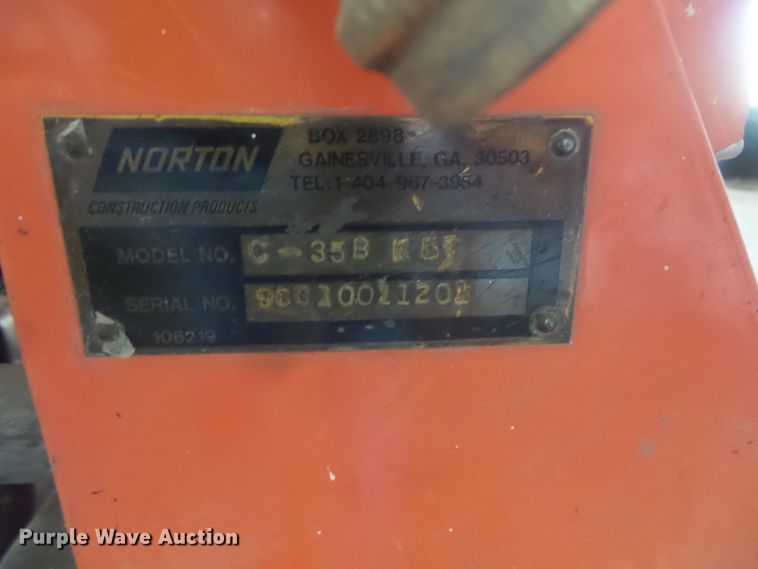 NORTON
CONSTRUCTION PRODUCTS
BOX 2898
GAINESVILLE, GA. 30503
TEL: 1-404-967-3954
MODEL NO. C-35B
SERIAL NO.
106219
Purple Wave Auction